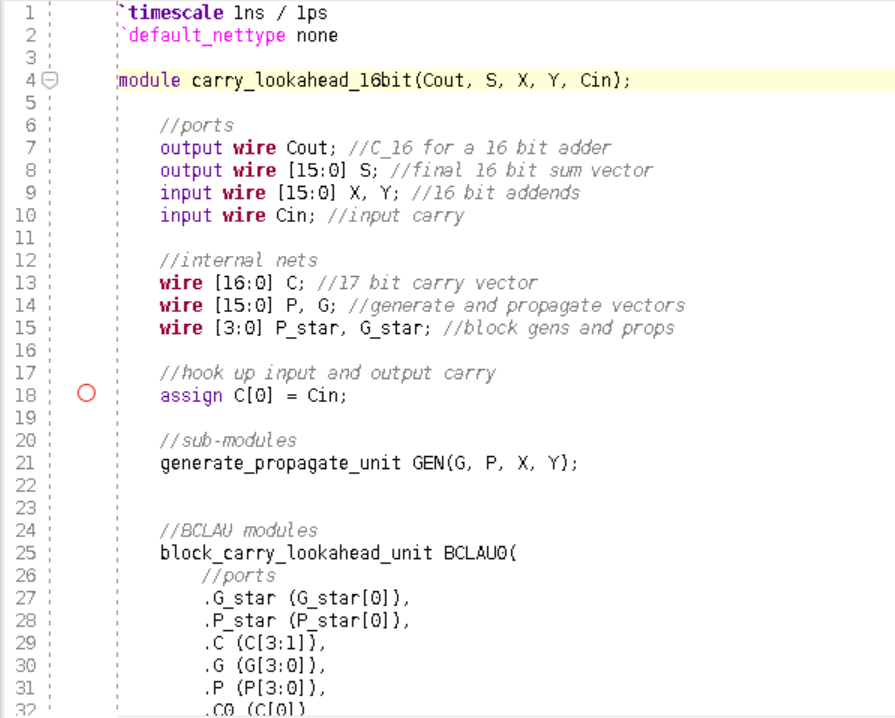 1 `timescale 1ns / 1ps
2 `default_nettype none
3
4 module carry_lookahead_16bit(Cout, S, X, Y, Cin);
5
6 //ports
7 output wire Cout; //C_16 for a 16 bit adder
8 output wire [15:0] S; //final 16 bit sum vector
9 input wire [15:0] X, Y; //16 bit addends
10 input wire Cin; //input carry
11
12 //internal nets
13 wire [16:0] C; //17 bit carry vector
14 wire [15:0] P, G; //generate and propagate vectors
15 wire [3:0] P_star, G_star; //block gens and props
16
17 //hook up input and output carry
18 assign C[0] = Cin;
19
20 //sub-modules
21 generate_propagate_unit GEN(G, P, X, Y);
22
23
24 //BCLAU modules
25 block_carry_lookahead_unit BCLAU0(
26 //ports
27 .G_star (G_star[0]),
28 .P_star (P_star[0]),
29 .C (C[3:1]),
30 .G (G[3:0]),
31 .P (P[3:0]),
32 .C0 (C[0])